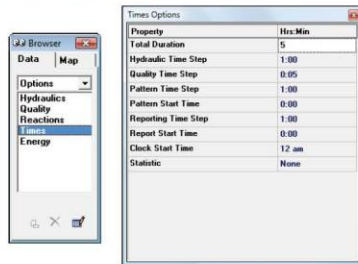 Browser
Data Map
Options
Hydraulics
Quality
Reactions
Times
Energy
Times Options
Property Hrs:Min
Total Duration 5
Hydraulic Time Step 1:00
Quality Time Step 0:05
Pattern Time Step 1:00
Pattern Start Time 0:00
Reporting Time Step 1:00
Report Start Time 0:00
Clock Start Time 12 am
Statistic None